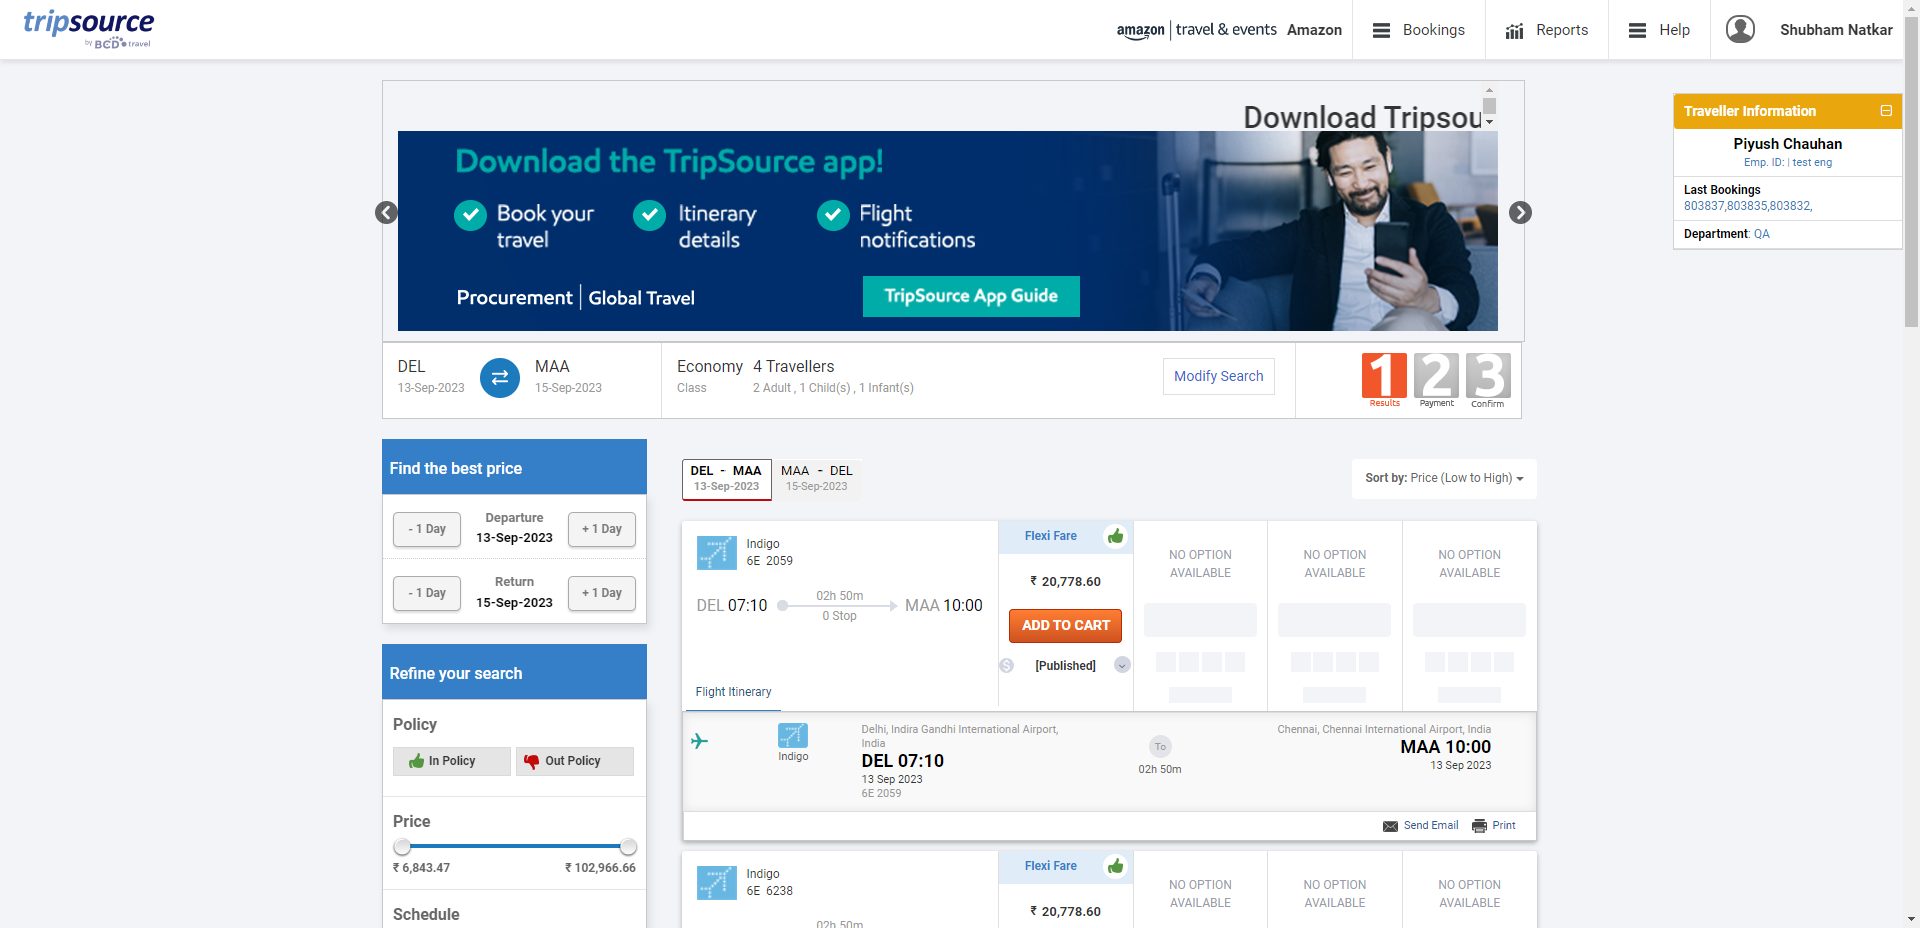 tripsource
by BCD travel
amazon | travel & events Amazon
Bookings
Reports
Help
Shubham Natkar
Download Tripsou
Download the TripSource app!
Book your
travel
Itinerary
details
Flight
notifications
Procurement | Global Travel
TripSource App Guide
Traveller Information
Piyush Chauhan
Emp. ID: | test eng
Last Bookings
803837,803835,803832,
Department: QA
DEL
13-Sep-2023
MAA
15-Sep-2023
Economy
Class
4 Travellers
2 Adult , 1 Child(s) , 1 Infant(s)
Modify Search
1
Results
2
Payment
3
Confirm
Find the best price
- 1 Day
Departure
13-Sep-2023
+ 1 Day
- 1 Day
Return
15-Sep-2023
+ 1 Day
Refine your search
Policy
In Policy
Out Policy
Price
₹ 6,843.47
₹ 102,966.66
Schedule
DEL - MAA
13-Sep-2023
MAA - DEL
15-Sep-2023
Sort by: Price (Low to High)
Indigo
6E 2059
DEL 07:10
02h 50m
0 Stop
MAA 10:00
Flight Itinerary
Flexi Fare
₹ 20,778.60
ADD TO CART
$
[Published]
NO OPTION
AVAILABLE
NO OPTION
AVAILABLE
NO OPTION
AVAILABLE
Indigo
Delhi, Indira Gandhi International Airport,
India
DEL 07:10
13 Sep 2023
6E 2059
To
02h 50m
Chennai, Chennai International Airport, India
MAA 10:00
13 Sep 2023
Send Email
Print
Indigo
6E 6238
02h 50m
Flexi Fare
₹ 20,778.60
NO OPTION
AVAILABLE
NO OPTION
AVAILABLE
NO OPTION
AVAILABLE